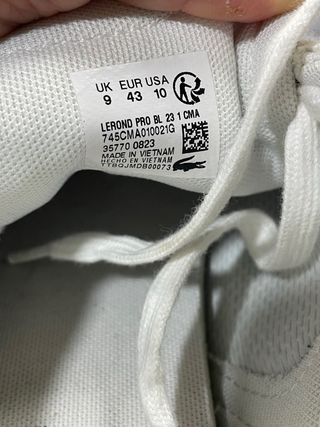 UK EUR USA
9 43 10
LEROND PRO BL 23 1 CMA
745CMA010021G
35770 0823
MADE IN VIETNAM
HECHO EN VIETNAM
TTBQJMDB00073